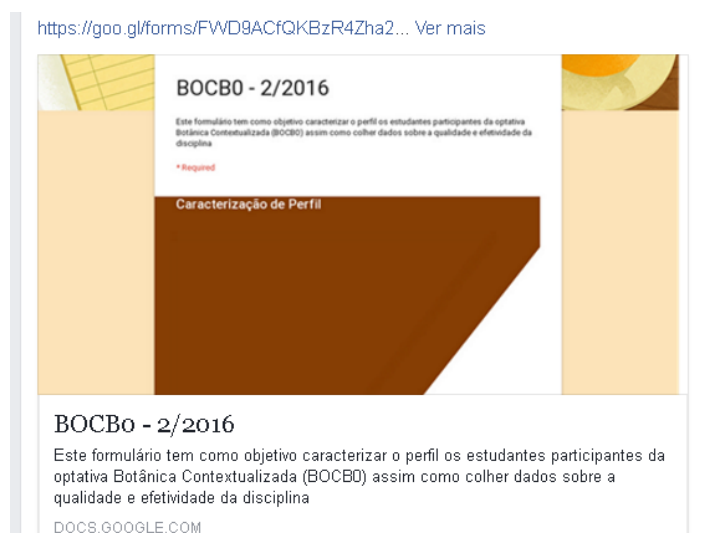 https://goo.gl/forms/FWD9ACfQKBzR4Zha2... Ver mais
BOCB0 - 2/2016
Este formulário tem como objetivo caracterizar o perfil os estudantes participantes da optativa
Botânica Contextualizada (BOCB0) assim como colher dados sobre a qualidade e efetividade da
disciplina
* Required
Caracterização de Perfil
BOCB0 - 2/2016
Este formulário tem como objetivo caracterizar o perfil os estudantes participantes da
optativa Botânica Contextualizada (BOCB0) assim como colher dados sobre a
qualidade e efetividade da disciplina
DOCS.GOOGLE.COM